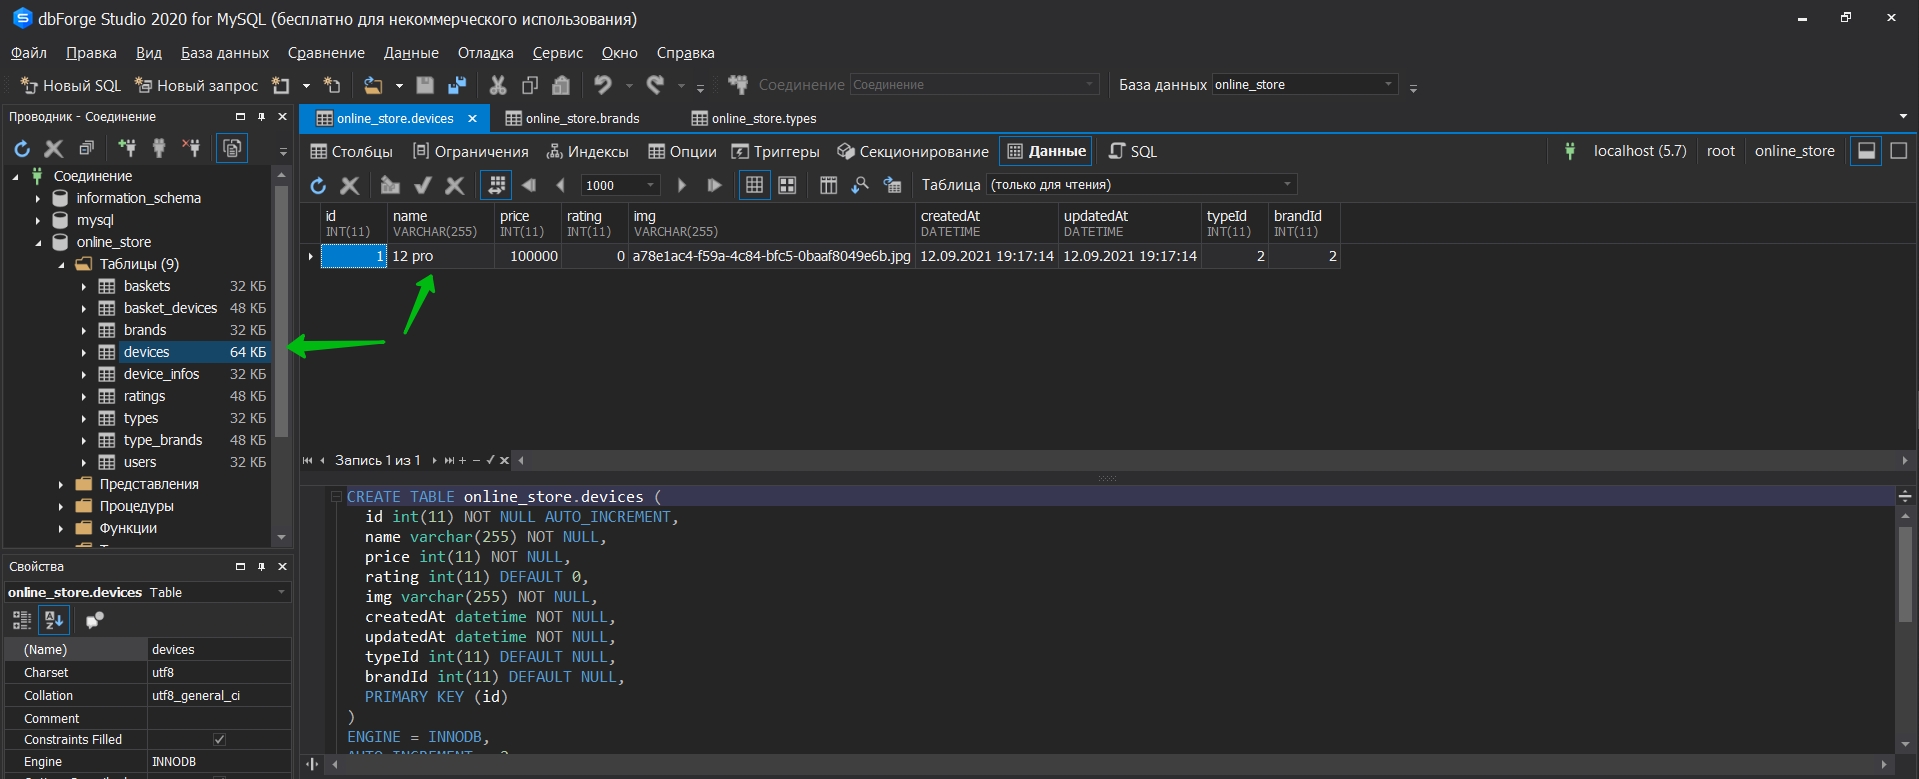 dbForge Studio 2020 for MySQL (бесплатно для некоммерческого использования)
Файл Правка Вид База данных Сравнение Данные Отладка Сервис Окно Справка
Новый SQL Новый запрос Соединение Соединение База данных online_store
Проводник - Соединение
Соединение
information_schema
mysql
online_store
Таблицы (9)
baskets 32 КБ
basket_devices 48 КБ
brands 32 КБ
devices 64 КБ
device_infos 32 КБ
ratings 48 КБ
types 32 КБ
type_brands 48 КБ
users 32 КБ
Представления
Процедуры
Функции
Свойства
online_store.devices Table
(Name) devices
Charset utf8
Collation utf8_general_ci
Comment
Constraints Filled
Engine INNODB
online_store.devices online_store.brands online_store.types
Столбцы Ограничения Индексы Опции Триггеры Секционирование Данные SQL localhost (5.7) root online_store
1000 Таблица (только для чтения)
id name price rating img createdAt updatedAt typeId brandId
INT(11) VARCHAR(255) INT(11) INT(11) VARCHAR(255) DATETIME DATETIME INT(11) INT(11)
1 12 pro 100000 0 a78e1ac4-f59a-4c84-bfc5-0baaf8049e6b.jpg 12.09.2021 19:17:14 12.09.2021 19:17:14 2 2
Запись 1 из 1
CREATE TABLE online_store.devices (
id int(11) NOT NULL AUTO_INCREMENT,
name varchar(255) NOT NULL,
price int(11) NOT NULL,
rating int(11) DEFAULT 0,
img varchar(255) NOT NULL,
createdAt datetime NOT NULL,
updatedAt datetime NOT NULL,
typeId int(11) DEFAULT NULL,
brandId int(11) DEFAULT NULL,
PRIMARY KEY (id)
)
ENGINE = INNODB,